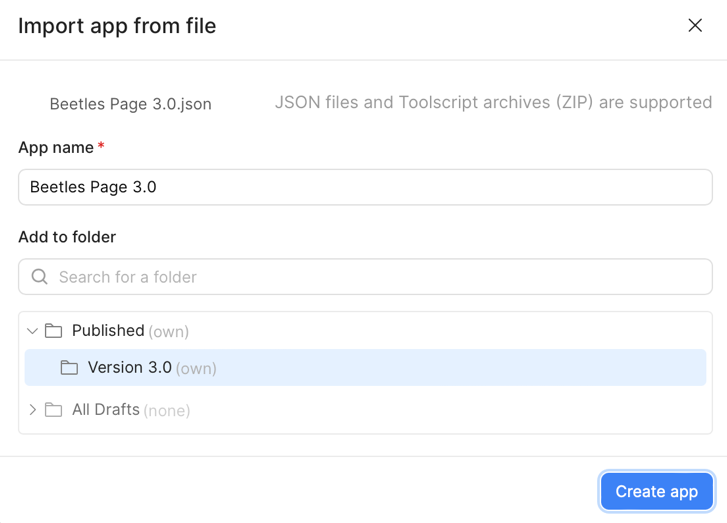 Import app from file
Beetles Page 3.0.json JSON files and Toolscript archives (ZIP) are supported
App name *
Beetles Page 3.0
Add to folder
Search for a folder
Published (own)
Version 3.0 (own)
All Drafts (none)
Create app